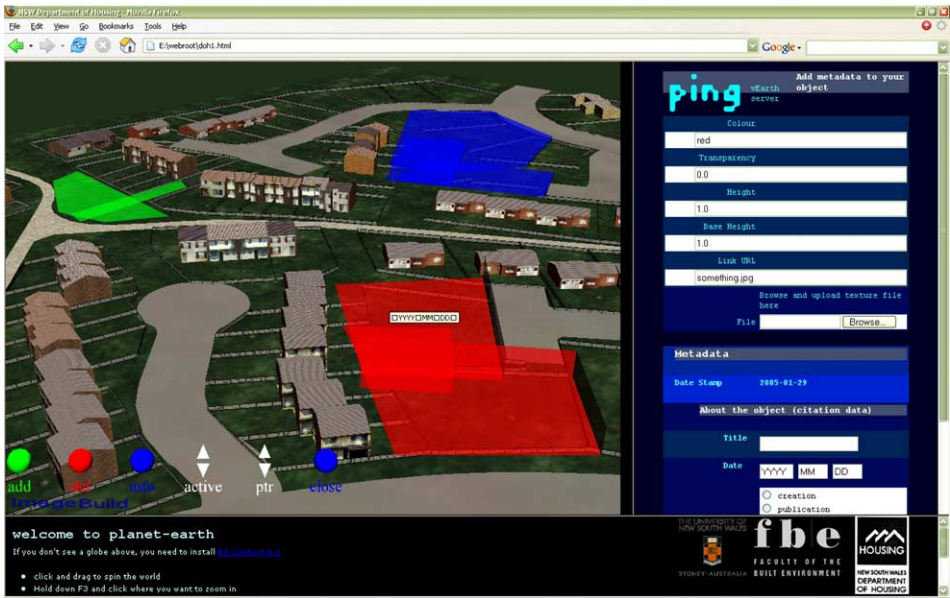 NSW Department of Housing - Mozilla Firefox
File Edit View Go Bookmarks Tools Help
E:\webroot\doh1.html
Google
ping
vEarth
server
Add metadata to your
object
Colour
red
Transparency
0.0
Height
1.0
Base Height
1.0
Link URL
something.jpg
Browse and upload texture file
here
File Browse...
Metadata
Date Stamp 2005-01-29
About the object (citation data)
Title
Date YYYY MM DD
creation
publication
□YYYY□MM□DD□
add del info active ptr close
ImageBuild
welcome to planet-earth
If you don't see a globe above, you need to install
click and drag to spin the world
Hold down F3 and click where you want to zoom in
THE UNIVERSITY OF
NEW SOUTH WALES
SYDNEY·AUSTRALIA
fbe
FACULTY OF THE
BUILT ENVIRONMENT
HOUSING
NEW SOUTH WALES
DEPARTMENT
OF HOUSING